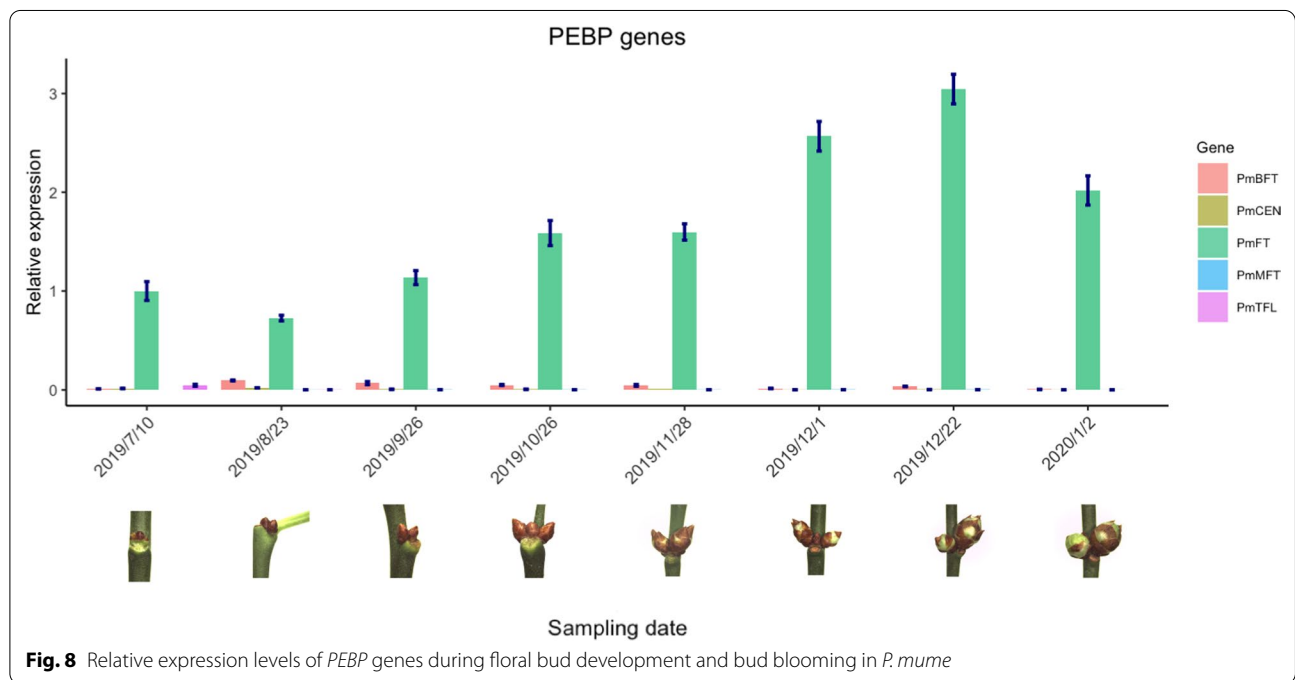 PEBP genes
Relative expression
3
2
1
0
2019/7/10
2019/8/23
2019/9/26
2019/10/26
2019/11/28
2019/12/1
2019/12/22
2020/1/2
Gene
PmBFT
PmCEN
PmFT
PmMFT
PmTFL
Sampling date
Fig. 8 Relative expression levels of PEBP genes during floral bud development and bud blooming in P. mume